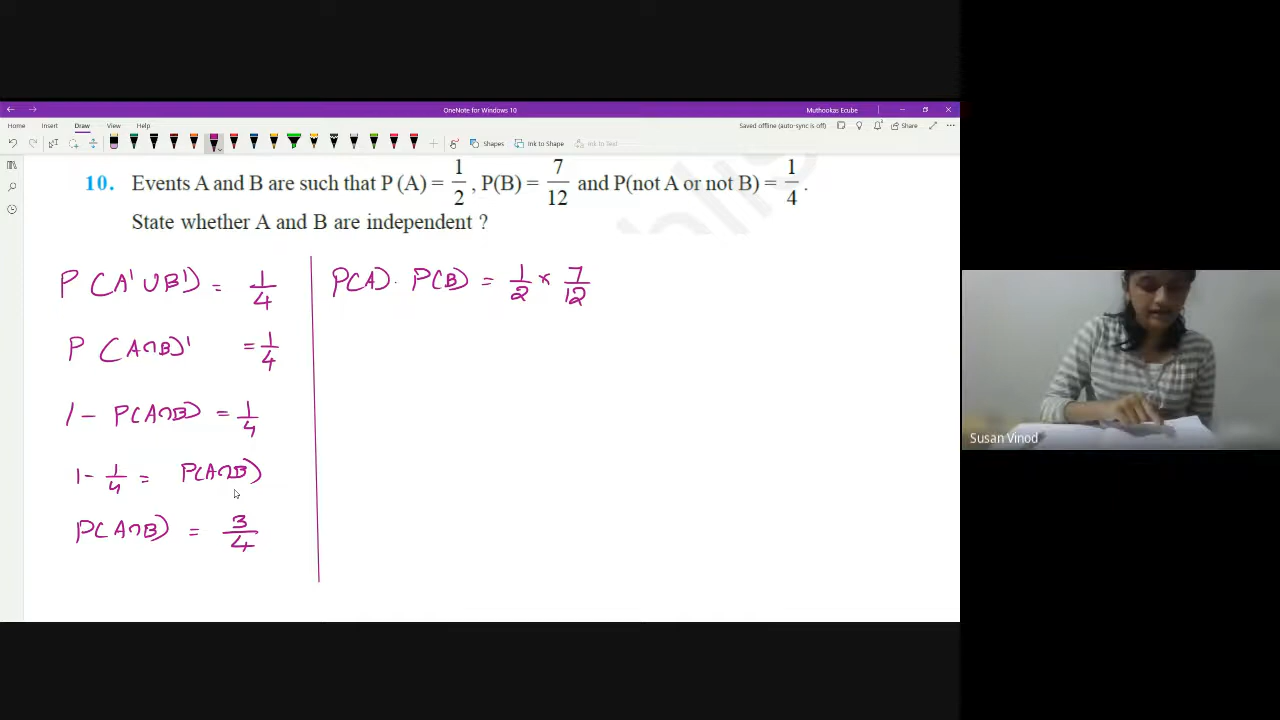 OneNote for Windows 10
Muthookas Ecube
Home Insert Draw View Help
Saved offline (auto-sync is off)
Share
Shapes
Ink to Shape
Ink to Text
10. Events A and B are such that P (A) = 1/2, P(B) = 7/12 and P(not A or not B) = 1/4.
State whether A and B are independent ?
P(A' ∪ B') = 1/4
P(A∩B)' = 1/4
1 - P(A∩B) = 1/4
1 - 1/4 = P(A∩B)
P(A∩B) = 3/4
P(A) · P(B) = 1/2 × 7/12
Susan Vinod